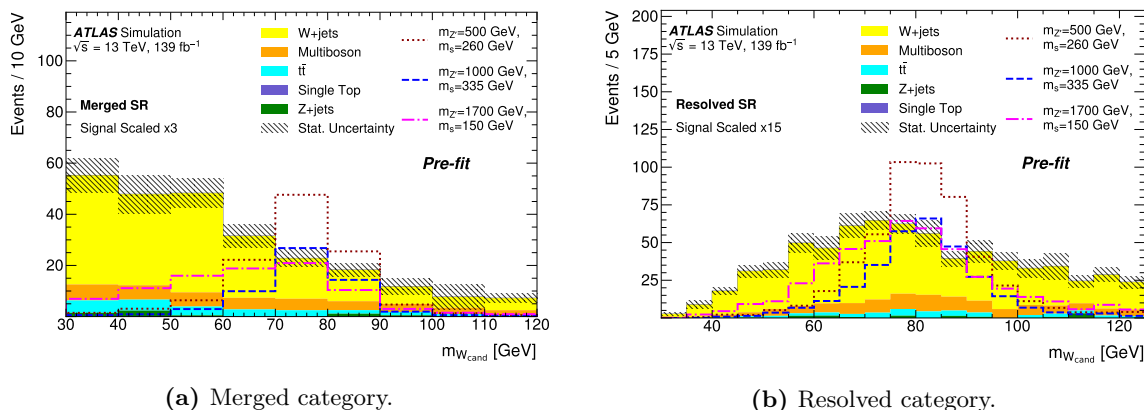 Events / 10 GeV
120
100
80
60
40
20
ATLAS Simulation
√s = 13 TeV, 139 fb⁻¹
Merged SR
Signal Scaled x3
W+jets
Multiboson
tt̄
Single Top
Z+jets
Stat. Uncertainty
m_Z'=500 GeV,
m_s=260 GeV
m_Z'=1000 GeV,
m_s=335 GeV
m_Z'=1700 GeV,
m_s=150 GeV
Pre-fit
30 40 50 60 70 80 90 100 110 120
m_Wcand [GeV]
(a) Merged category.
Events / 5 GeV
200
175
150
125
100
75
50
25
ATLAS Simulation
√s = 13 TeV, 139 fb⁻¹
Resolved SR
Signal Scaled x15
W+jets
Multiboson
tt̄
Z+jets
Single Top
Stat. Uncertainty
m_Z'=500 GeV,
m_s=260 GeV
m_Z'=1000 GeV,
m_s=335 GeV
m_Z'=1700 GeV,
m_s=150 GeV
Pre-fit
40 60 80 100 120
m_Wcand [GeV]
(b) Resolved category.